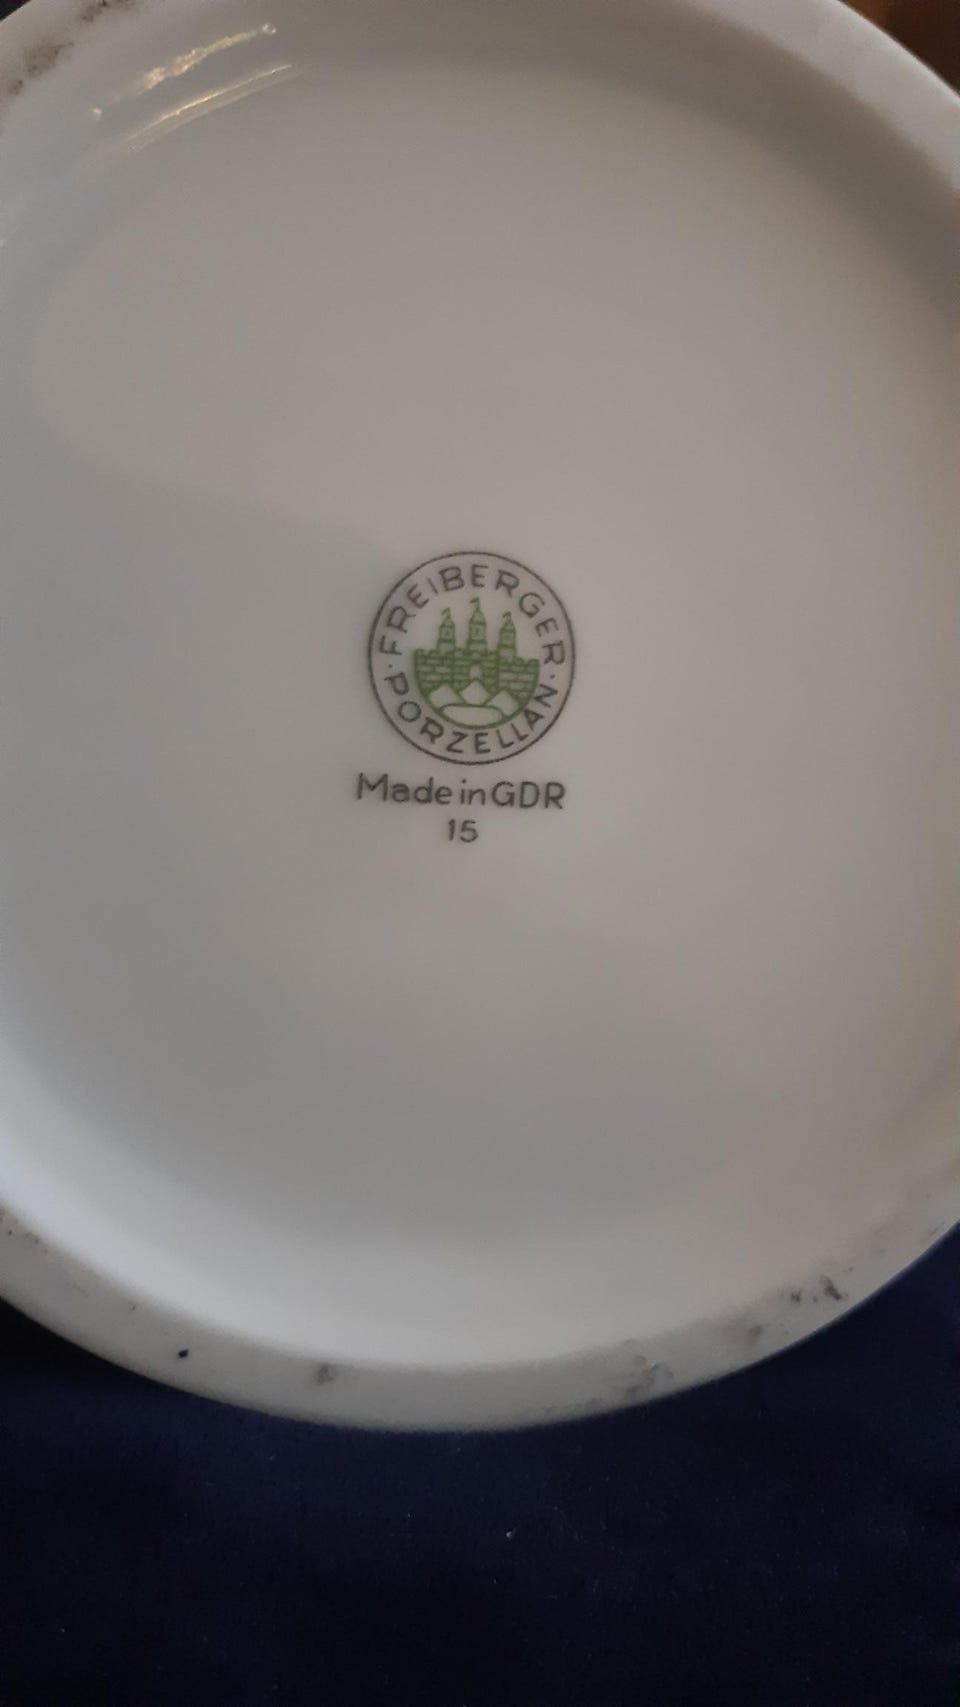 FREIBERGER
PORZELLAN
Made in GDR
15